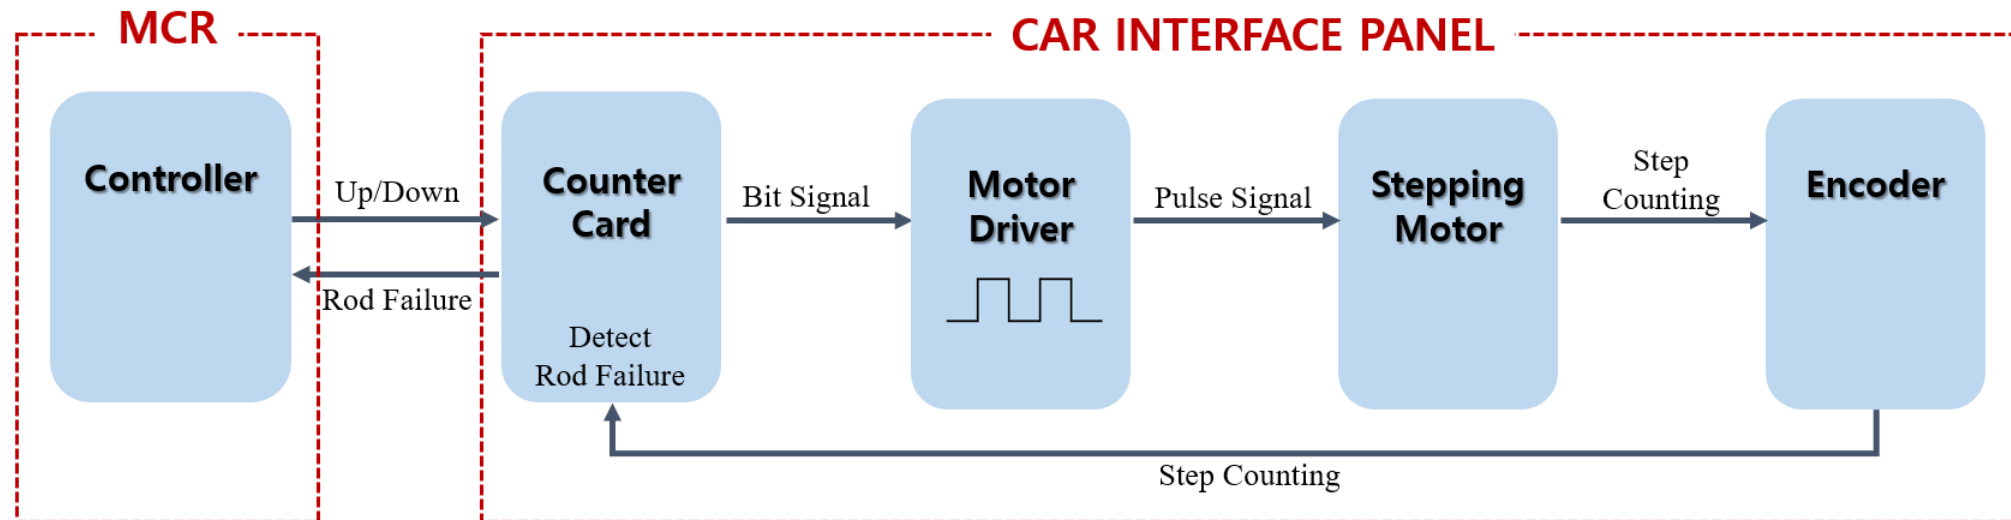 MCR
CAR INTERFACE PANEL
Controller
Up/Down
Rod Failure
Counter
Card
Detect
Rod Failure
Bit Signal
Motor
Driver
Pulse Signal
Stepping
Motor
Step
Counting
Encoder
Step Counting